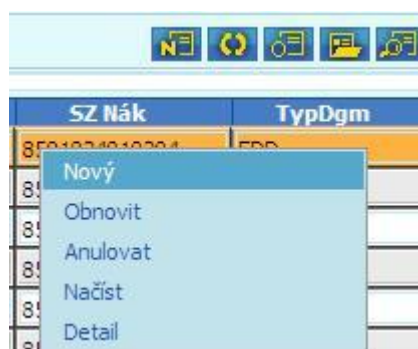 SZ Nák TypDgm
Nový
Obnovit
Anulovat
Načíst
Detail